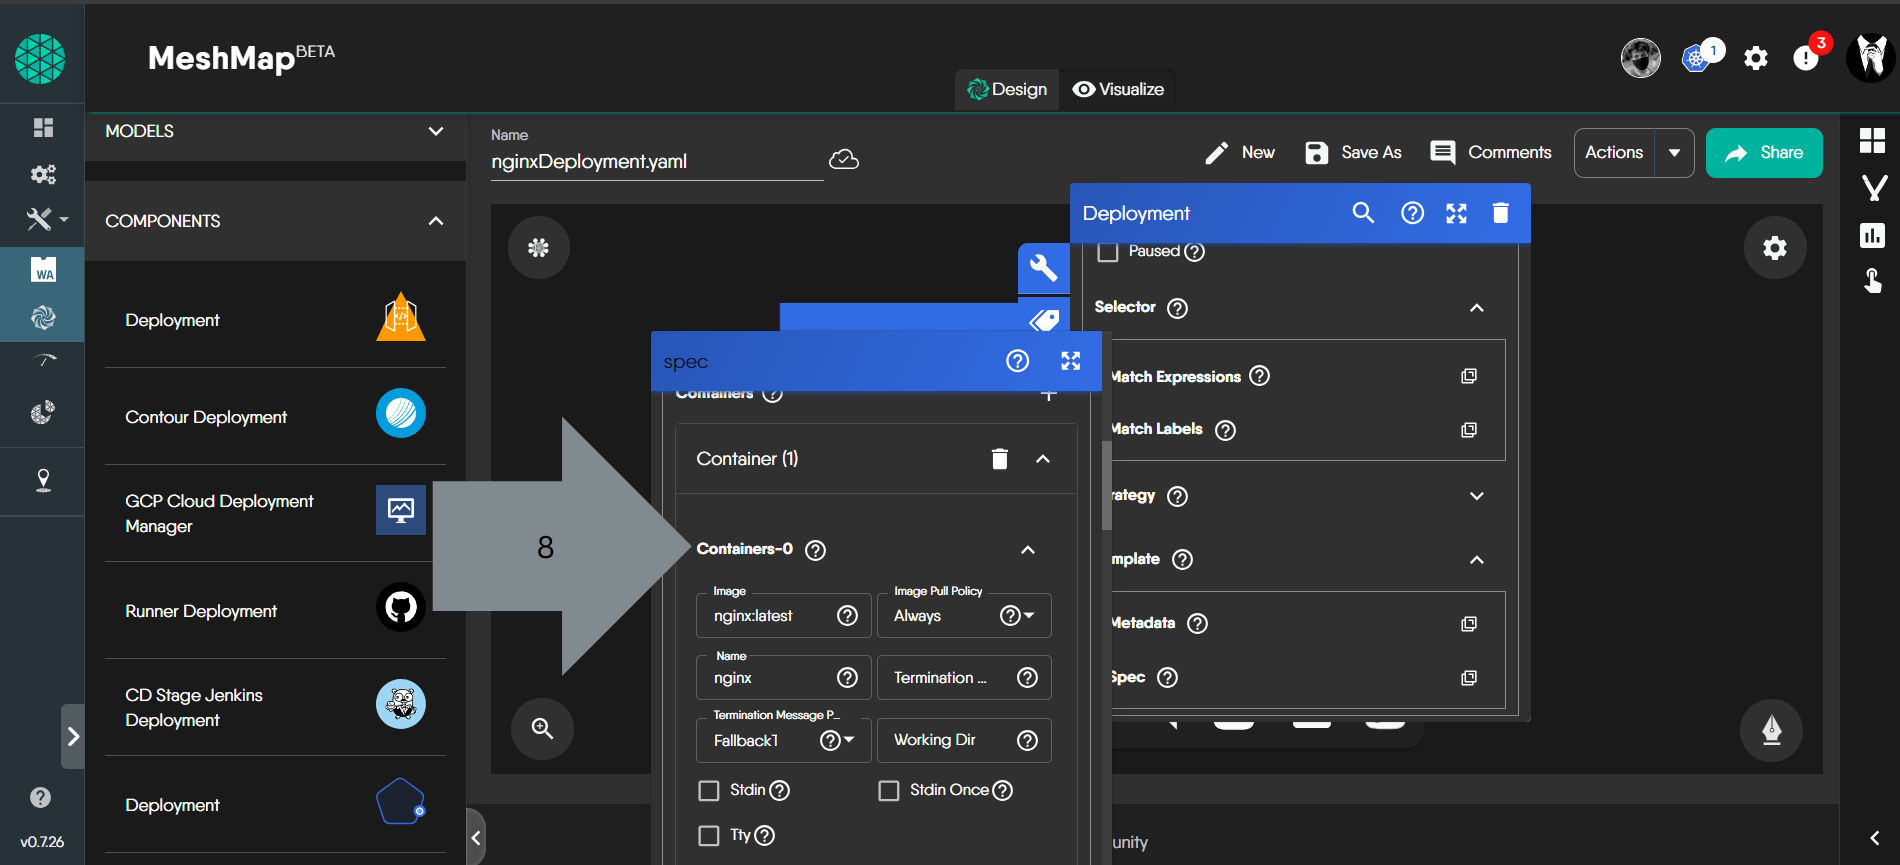 MeshMap BETA
1
3
Design
Visualize
WA
v0.7.26
MODELS
COMPONENTS
Deployment
Contour Deployment
GCP Cloud Deployment
Manager
Runner Deployment
CD Stage Jenkins
Deployment
Deployment
Name
nginxDeployment.yaml
New
Save As
Comments
Actions
Share
8
spec
Containers
Container (1)
Containers-0
Image
nginx:latest
Image Pull Policy
Always
Name
nginx
Termination ...
Termination Message P...
Working Dir
Stdin
Stdin Once
Tty
Deployment
Paused
Selector
Match Expressions
Match Labels
rategy
mplate
Metadata
Spec
unity